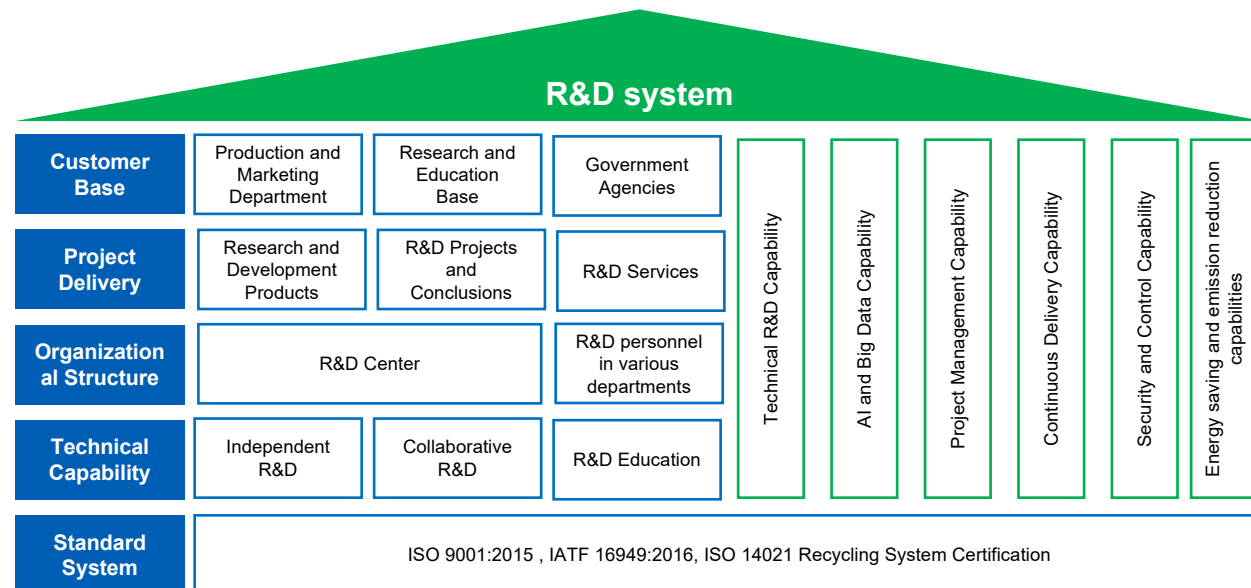 R&D system
Customer
Base
Production and
Marketing
Department
Research and
Education
Base
Government
Agencies
Project
Delivery
Research and
Development
Products
R&D Projects
and
Conclusions
R&D Services
Organization
al Structure
R&D Center
R&D personnel
in various
departments
Technical
Capability
Independent
R&D
Collaborative
R&D
R&D Education
Technical R&D Capability
AI and Big Data Capability
Project Management Capability
Continuous Delivery Capability
Security and Control Capability
Energy saving and emission reduction
capabilities
Standard
System
ISO 9001:2015 , IATF 16949:2016, ISO 14021 Recycling System Certification